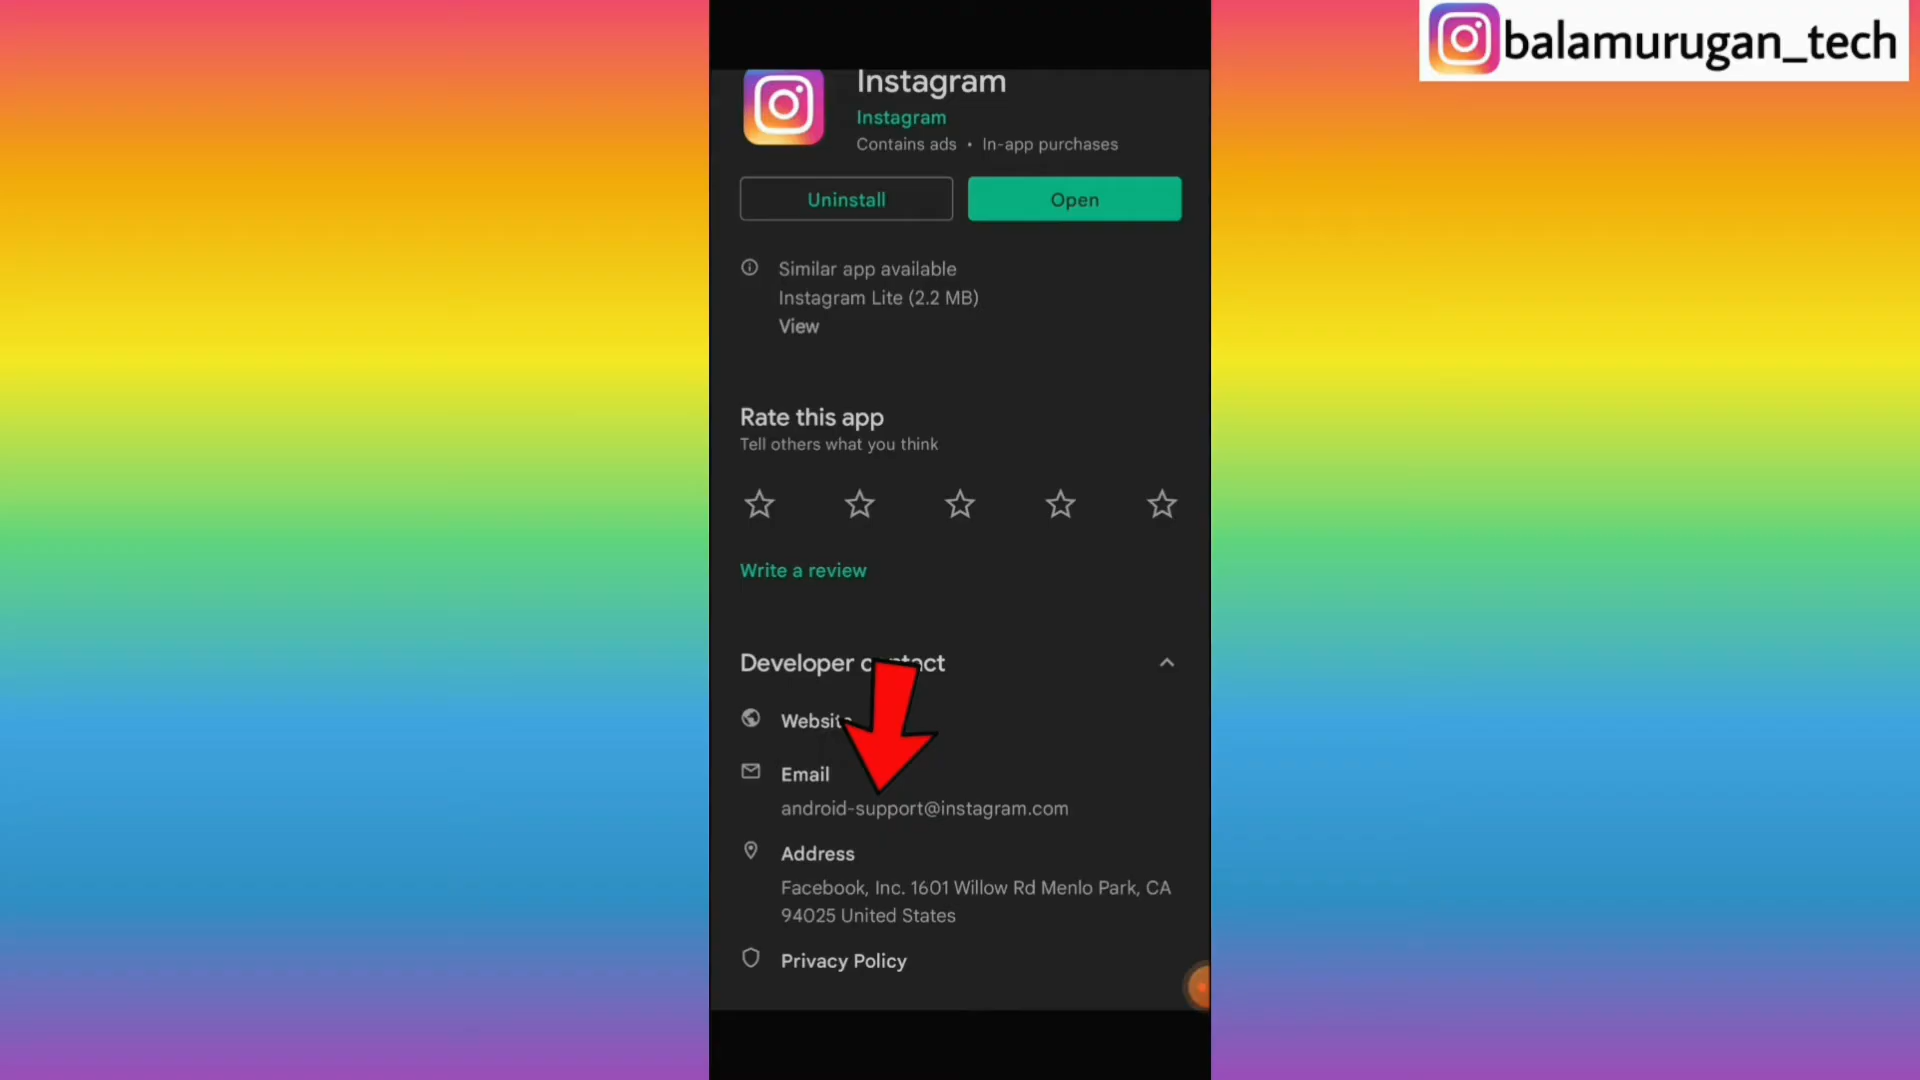 balamurugan_tech
Instagram
Instagram
Contains ads • In-app purchases
Uninstall
Open
Similar app available
Instagram Lite (2.2 MB)
View
Rate this app
Tell others what you think
Write a review
Developer contact
Website
Email
android-support@instagram.com
Address
Facebook, Inc. 1601 Willow Rd Menlo Park, CA
94025 United States
Privacy Policy